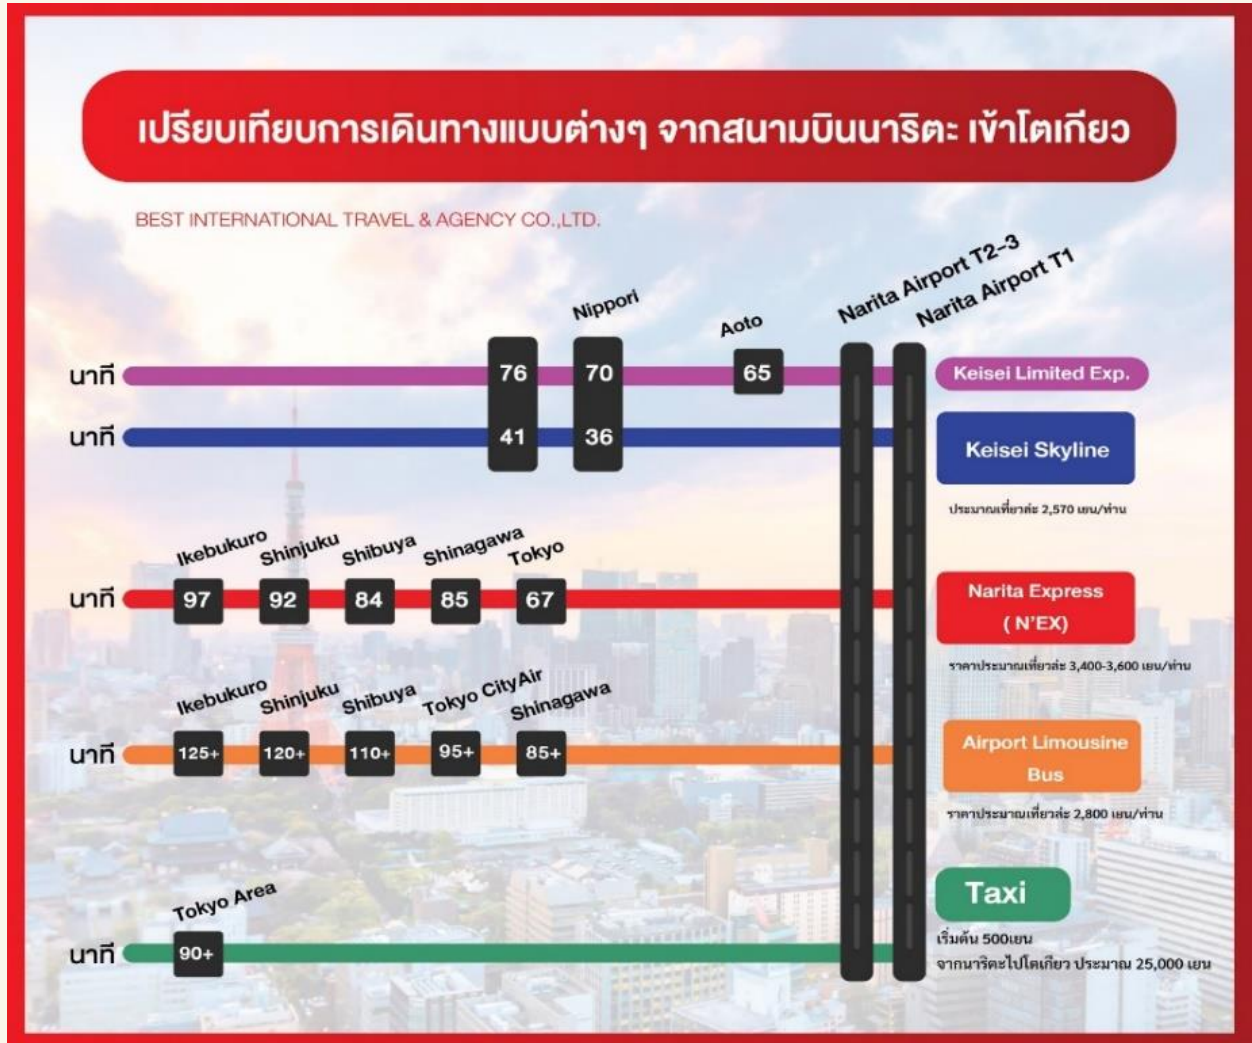 เปรียบเทียบการเดินทางแบบต่างๆ จากสนามบินนาริตะ เข้าโตเกียว
BEST INTERNATIONAL TRAVEL & AGENCY CO.,LTD.
Nippori
Aoto
Narita Airport T2-3
Narita Airport T1
นาที 76 70 65 Keisei Limited Exp.
นาที 41 36 Keisei Skyline
ประมาณเที่ยวล่ะ 2,570 เยน/ท่าน
Ikebukuro Shinjuku Shibuya Shinagawa Tokyo
นาที 97 92 84 85 67 Narita Express
( N'EX)
ราคาประมาณเที่ยวล่ะ 3,400-3,600 เยน/ท่าน
Ikebukuro Shinjuku Shibuya Tokyo CityAir Shinagawa
นาที 125+ 120+ 110+ 95+ 85+ Airport Limousine
Bus
ราคาประมาณเที่ยวล่ะ 2,800 เยน/ท่าน
Tokyo Area
นาที 90+ Taxi
เริ่มต้น 500เยน
จากนาริตะไปโตเกียว ประมาณ 25,000 เยน